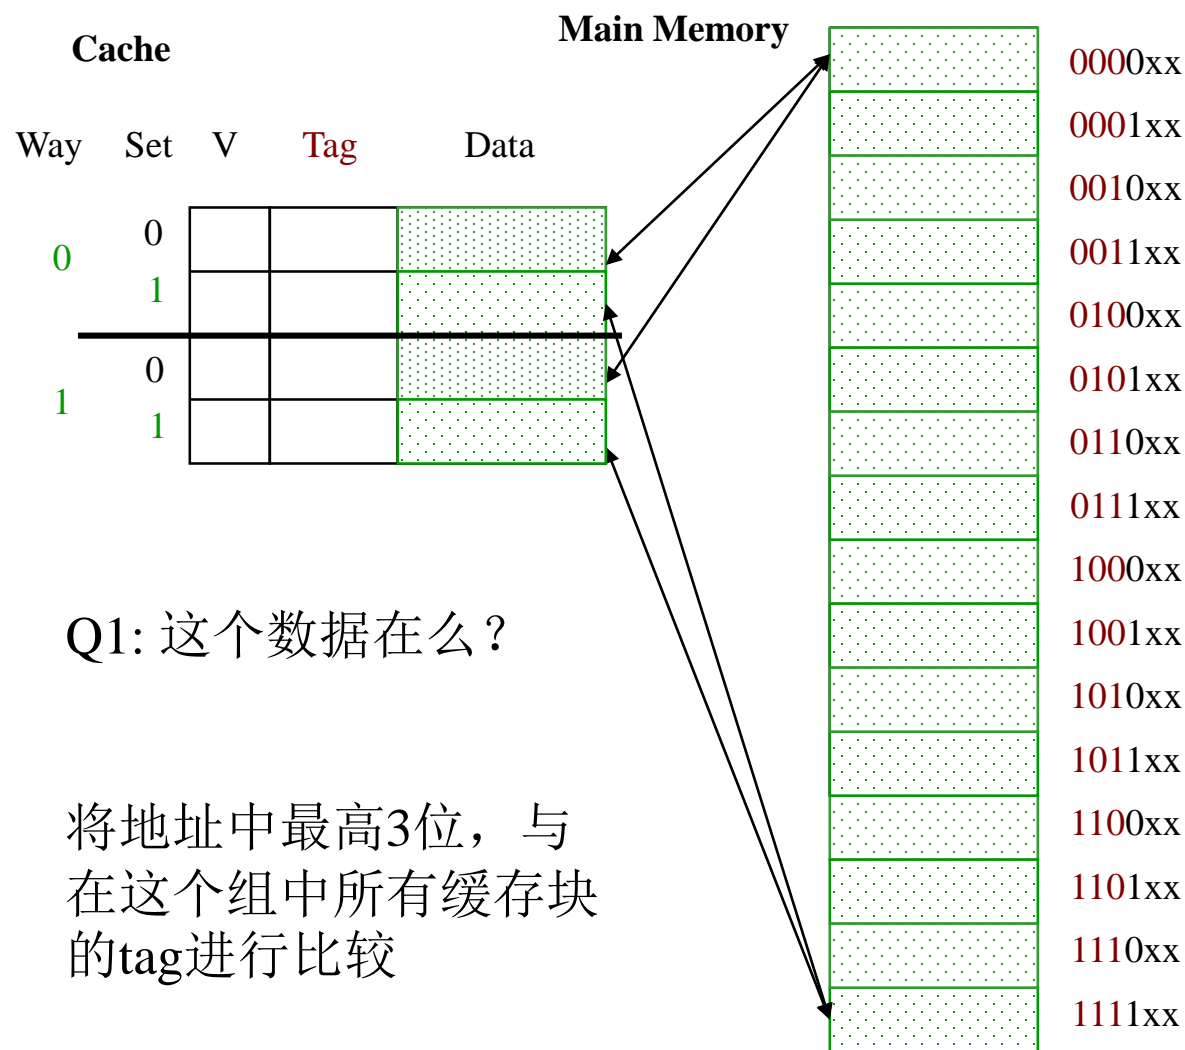 Cache
Main Memory
Way Set V Tag Data
0
0
1
0
1
1
0000xx
0001xx
0010xx
0011xx
0100xx
0101xx
0110xx
0111xx
1000xx
1001xx
1010xx
1011xx
1100xx
1101xx
1110xx
1111xx
Q1: 这个数据在么？
将地址中最高3位，与
在这个组中所有缓存块
的tag进行比较